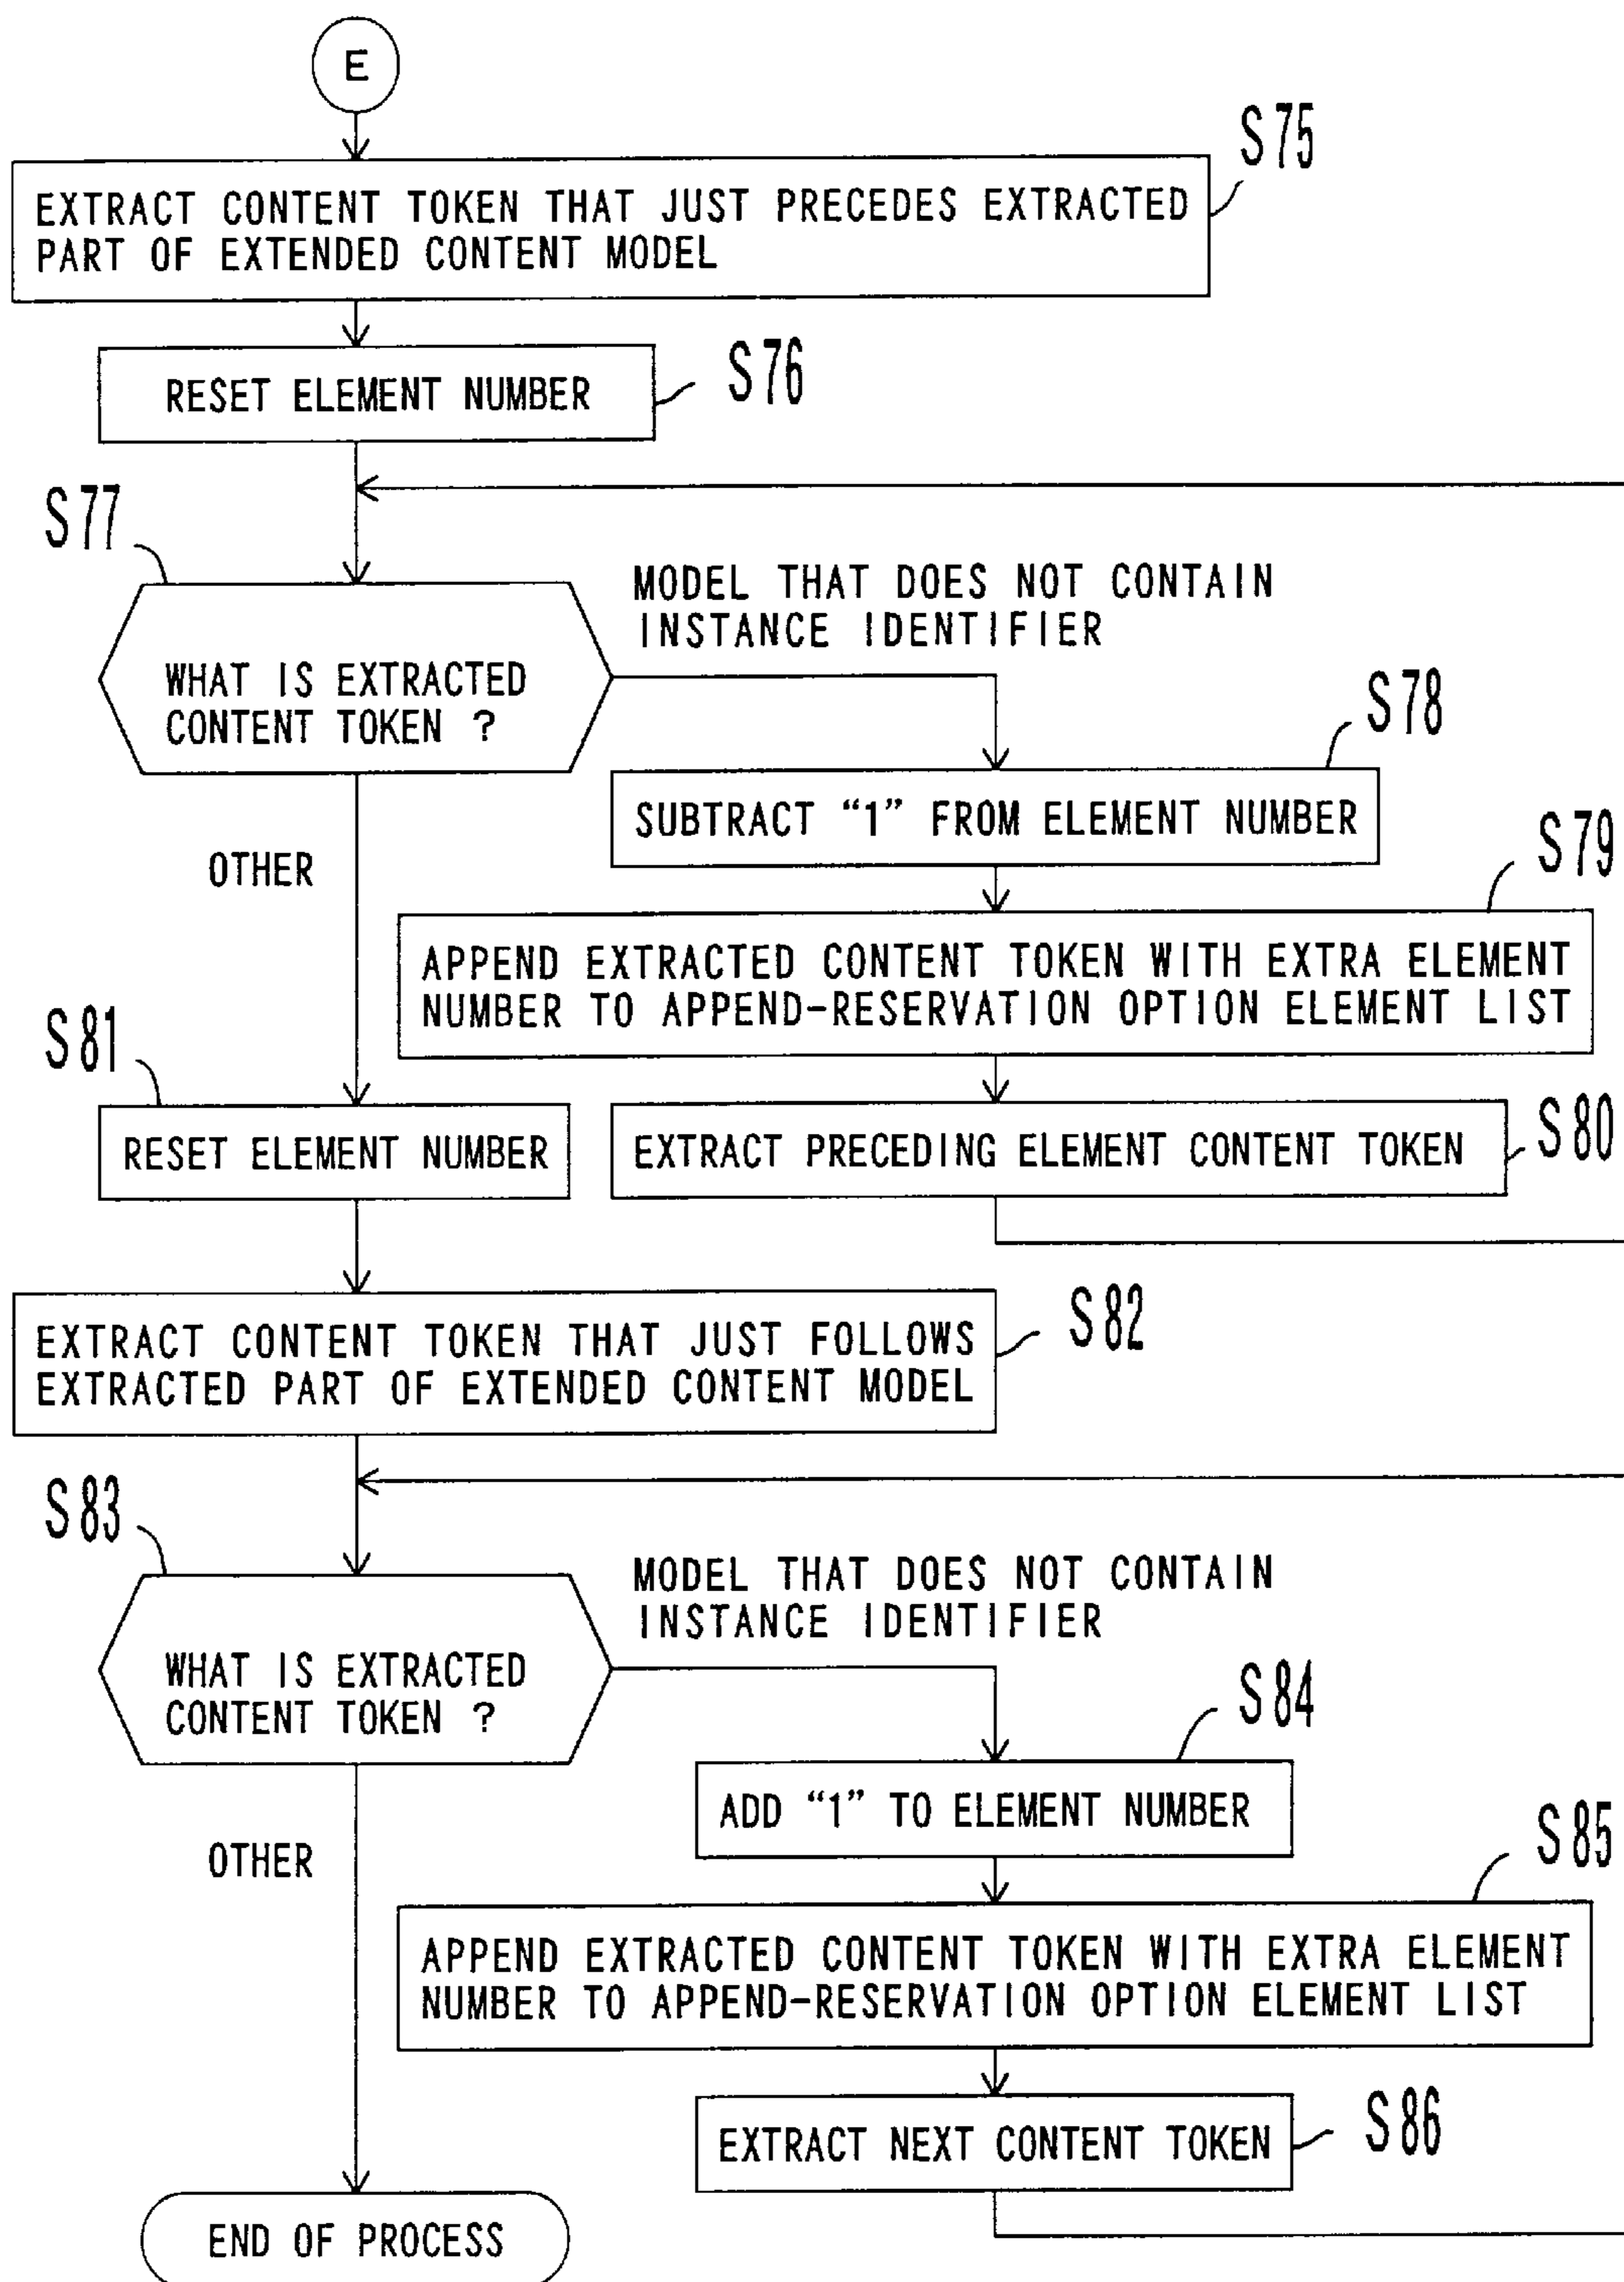 E
S75
EXTRACT CONTENT TOKEN THAT JUST PRECEDES EXTRACTED
PART OF EXTENDED CONTENT MODEL
S76
RESET ELEMENT NUMBER
S77
MODEL THAT DOES NOT CONTAIN
INSTANCE IDENTIFIER
WHAT IS EXTRACTED
CONTENT TOKEN ?
S78
SUBTRACT “1” FROM ELEMENT NUMBER
OTHER
S79
APPEND EXTRACTED CONTENT TOKEN WITH EXTRA ELEMENT
NUMBER TO APPEND-RESERVATION OPTION ELEMENT LIST
S81
RESET ELEMENT NUMBER
S80
EXTRACT PRECEDING ELEMENT CONTENT TOKEN
S82
EXTRACT CONTENT TOKEN THAT JUST FOLLOWS
EXTRACTED PART OF EXTENDED CONTENT MODEL
S83
MODEL THAT DOES NOT CONTAIN
INSTANCE IDENTIFIER
WHAT IS EXTRACTED
CONTENT TOKEN ?
S84
ADD “1” TO ELEMENT NUMBER
OTHER
S85
APPEND EXTRACTED CONTENT TOKEN WITH EXTRA ELEMENT
NUMBER TO APPEND-RESERVATION OPTION ELEMENT LIST
S86
EXTRACT NEXT CONTENT TOKEN
END OF PROCESS